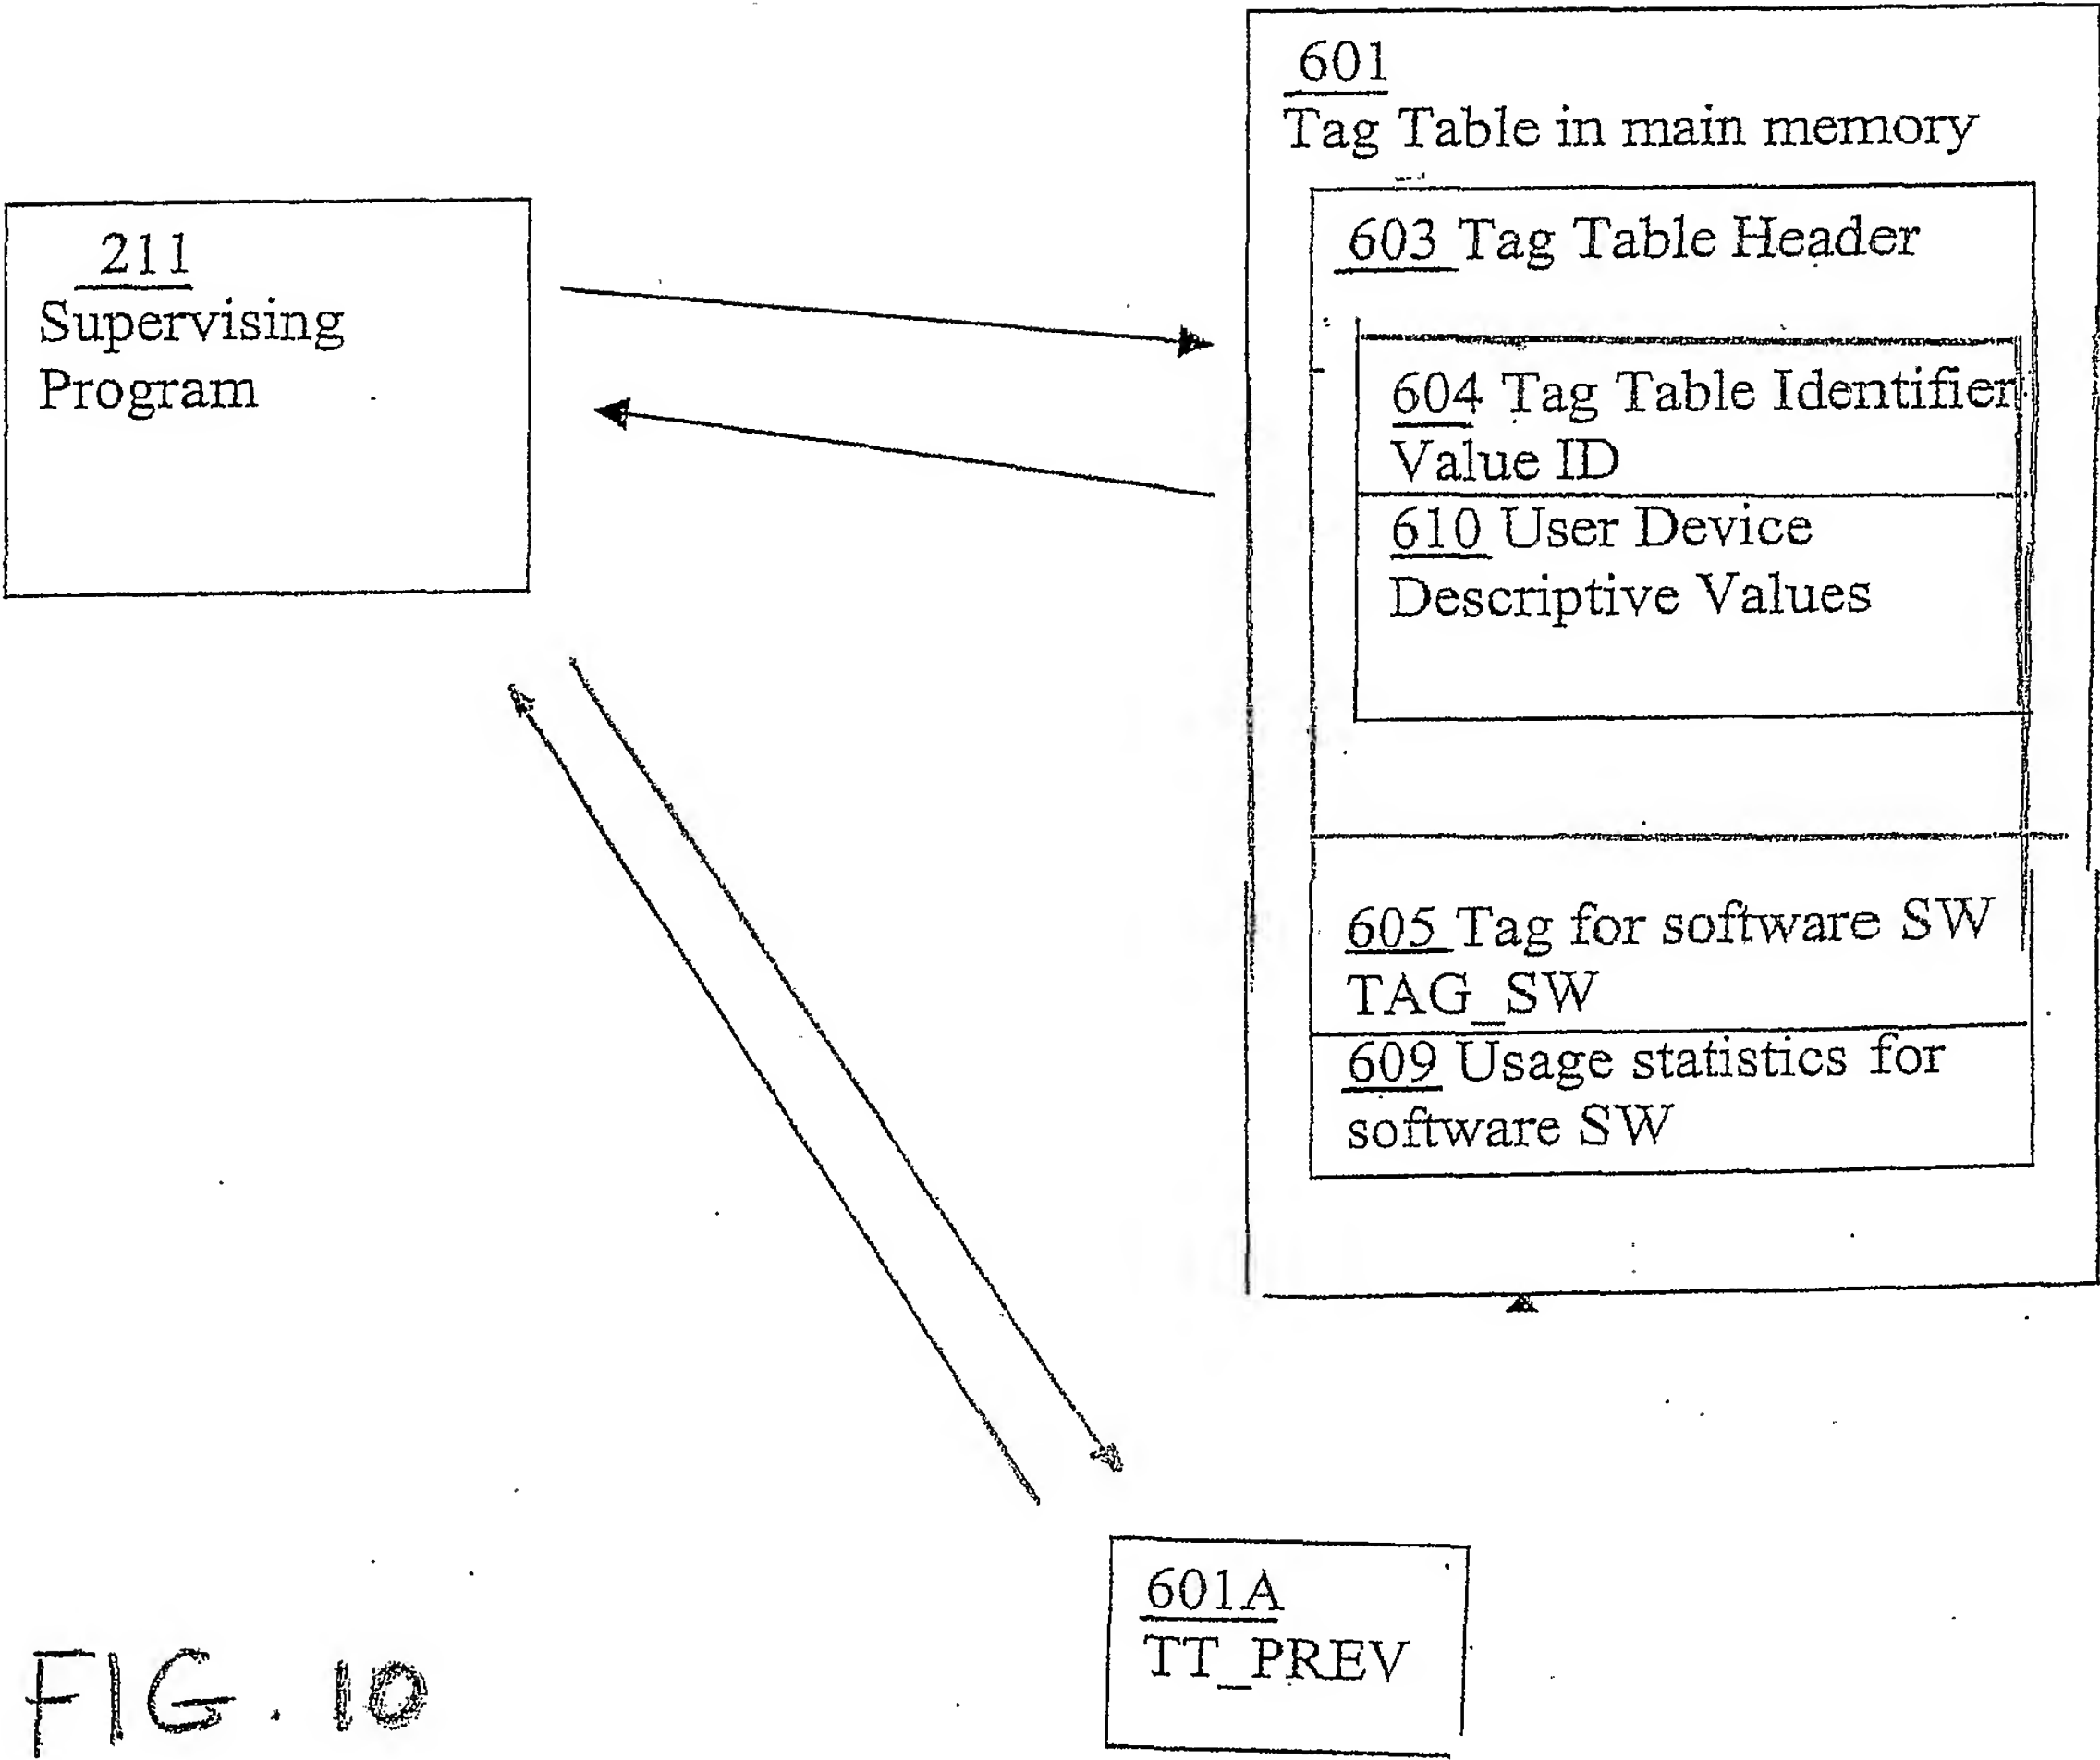 601
Tag Table in main memory
603 Tag Table Header
604 Tag Table Identifier
Value ID
610 User Device
Descriptive Values
605 Tag for software SW
TAG_SW
609 Usage statistics for
software SW
211
Supervising
Program
601A
TT_PREV
FIG. 10